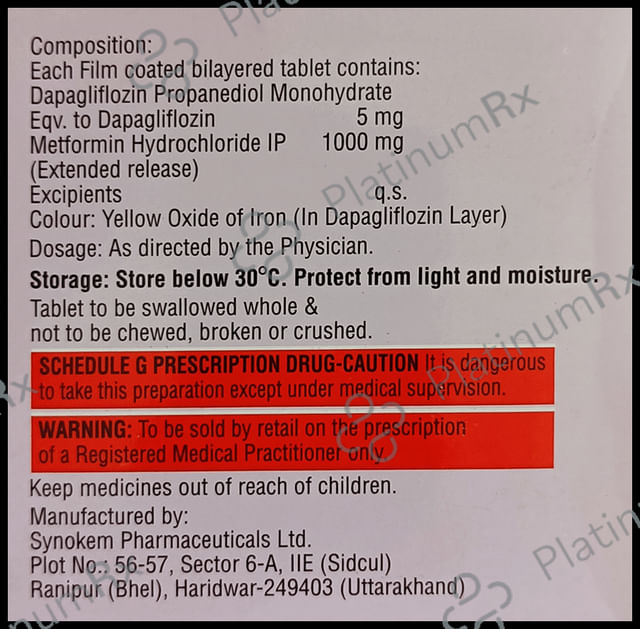 Composition:
Each Film coated bilayered tablet contains:
Dapagliflozin Propanediol Monohydrate
Eqv. to Dapagliflozin 5 mg
Metformin Hydrochloride IP 1000 mg
(Extended release)
Excipients q.s.
Colour: Yellow Oxide of Iron (In Dapagliflozin Layer)
Dosage: As directed by the Physician.
Storage: Store below 30°C. Protect from light and moisture.
Tablet to be swallowed whole &
not to be chewed, broken or crushed.
SCHEDULE G PRESCRIPTION DRUG-CAUTION It is dangerous
to take this preparation except under medical supervision.
WARNING: To be sold by retail on the prescription
of a Registered Medical Practitioner only
Keep medicines out of reach of children.
Manufactured by:
Synokem Pharmaceuticals Ltd.
Plot No.: 56-57, Sector 6-A, IIE (Sidcul)
Ranipur (Bhel), Haridwar-249403 (Uttarakhand)
PlatinumRx
PlatinumRx